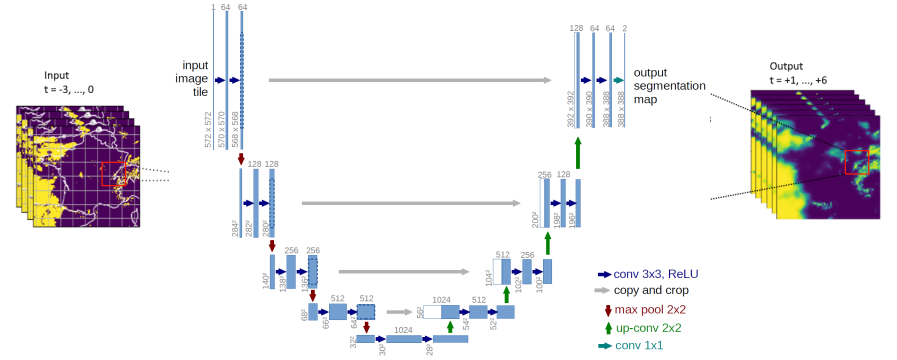 Input
t = -3, ..., 0
input
image
tile
1 64 64
572 x 572
570 x 570
568 x 568
128 128
284²
282²
280²
256 256
140²
138²
136²
512 512
68²
66²
64²
1024
32²
30²
28²
1024 512
56²
54²
52²
512 256
104²
102²
100²
256 128
200²
198²
196²
128 64 64 2
392 x 392
390 x 390
388 x 388
388 x 388
output
segmentation
map
Output
t = +1, ..., +6
conv 3x3, ReLU
copy and crop
max pool 2x2
up-conv 2x2
conv 1x1